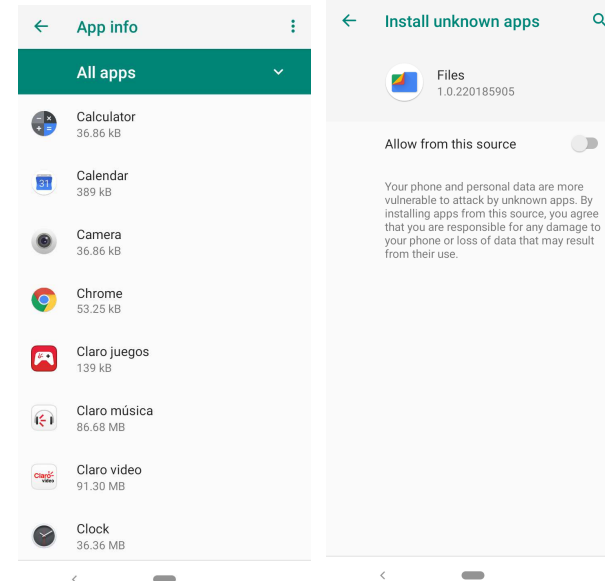 App info
All apps
Calculator
36.86 kB
31
Calendar
389 kB
Camera
36.86 kB
Chrome
53.25 kB
Claro juegos
139 kB
Claro música
86.68 MB
Claro
video
Claro video
91.30 MB
Clock
36.36 MB
Install unknown apps
Files
1.0.220185905
Allow from this source
Your phone and personal data are more
vulnerable to attack by unknown apps. By
installing apps from this source, you agree
that you are responsible for any damage to
your phone or loss of data that may result
from their use.